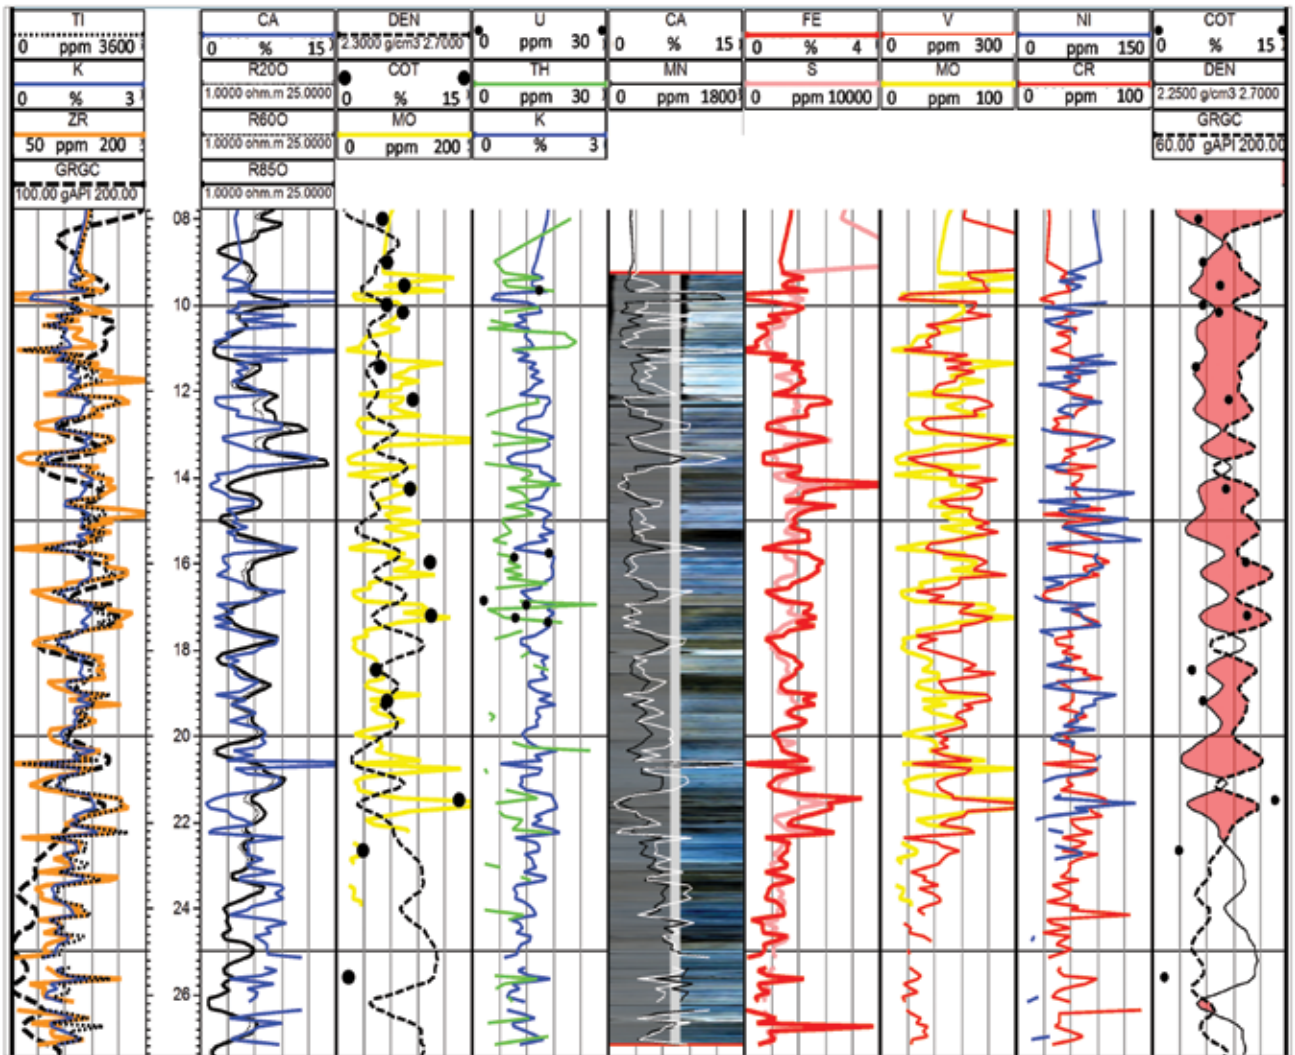 TI CA DEN U CA FE V NI COT
0 ppm 3600 0 % 15 2.3000 g/cm3 2.7000 0 ppm 30 0 % 15 0 % 4 0 ppm 300 0 ppm 150 0 % 15
K R20O COT TH MN S MO CR DEN
0 % 3 1.0000 ohm.m 25.0000 0 % 15 0 ppm 30 0 ppm 1800 0 ppm 10000 0 ppm 100 0 ppm 100 2.2500 g/cm3 2.7000
ZR R60O MO K GRGC
50 ppm 200 1.0000 ohm.m 25.0000 0 ppm 200 0 % 3 60.00 gAPI 200.00
GRGC R85O
100.00 gAPI 200.00 1.0000 ohm.m 25.0000
08
10
12
14
16
18
20
22
24
26